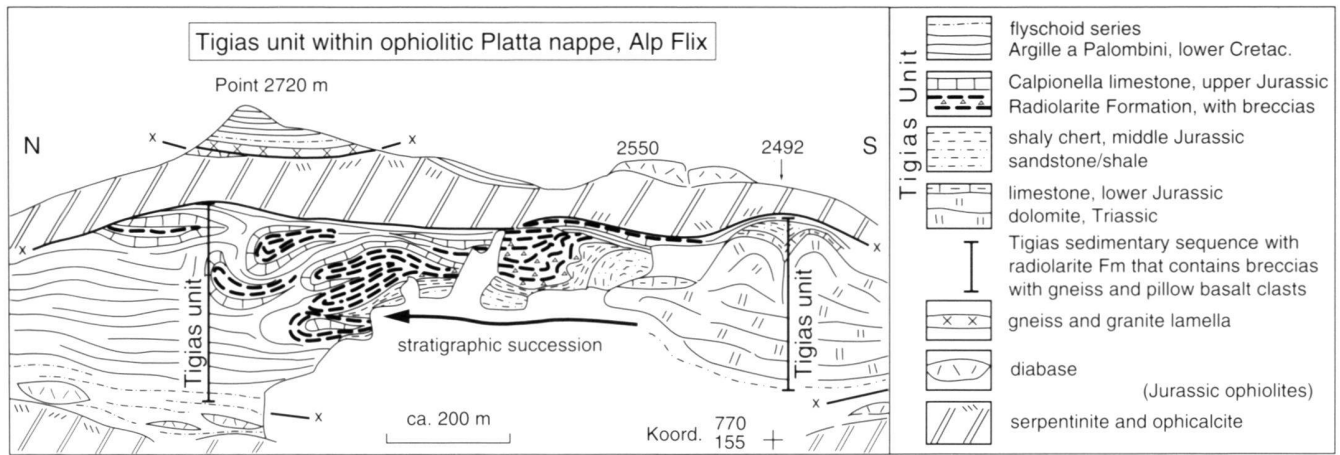 Tigias unit within ophiolitic Platta nappe, Alp Flix
Point 2720 m
x
x
N
2550
2492
S
x
x
Tigias unit
Tigias unit
stratigraphic succession
x
x
ca. 200 m
Koord.
770
155
Tigias Unit
flyschoid series
Argille a Palombini, lower Cretac.
Calpionella limestone, upper Jurassic
Radiolarite Formation, with breccias
shaly chert, middle Jurassic
sandstone/shale
limestone, lower Jurassic
dolomite, Triassic
Tigias sedimentary sequence with
radiolarite Fm that contains breccias
with gneiss and pillow basalt clasts
gneiss and granite lamella
diabase
(Jurassic ophiolites)
serpentinite and ophicalcite